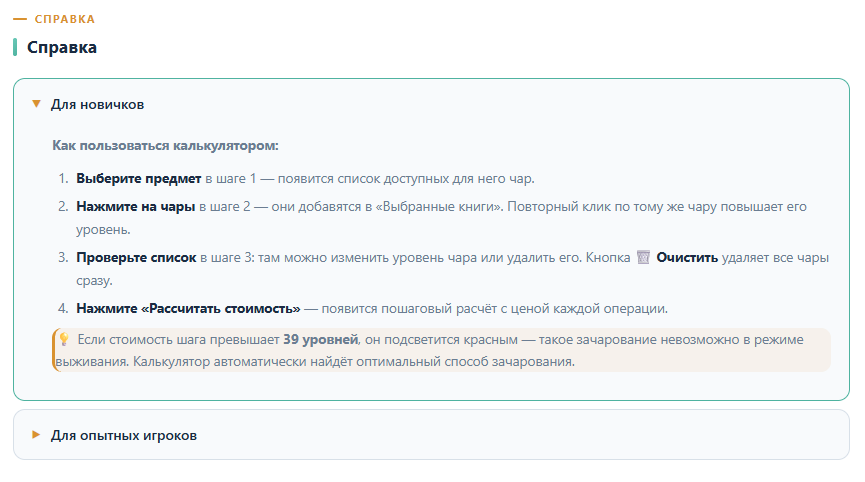 — СПРАВКА
Справка
▼ Для новичков
Как пользоваться калькулятором:
1. Выберите предмет в шаге 1 — появится список доступных для него чар.
2. Нажмите на чары в шаге 2 — они добавятся в «Выбранные книги». Повторный клик по тому же чару повышает его
уровень.
3. Проверьте список в шаге 3: там можно изменить уровень чара или удалить его. Кнопка 🗑 Очистить удаляет все чары
сразу.
4. Нажмите «Рассчитать стоимость» — появится пошаговый расчёт с ценой каждой операции.
💡 Если стоимость шага превышает 39 уровней, он подсветится красным — такое зачарование невозможно в режиме
выживания. Калькулятор автоматически найдёт оптимальный способ зачарования.
► Для опытных игроков